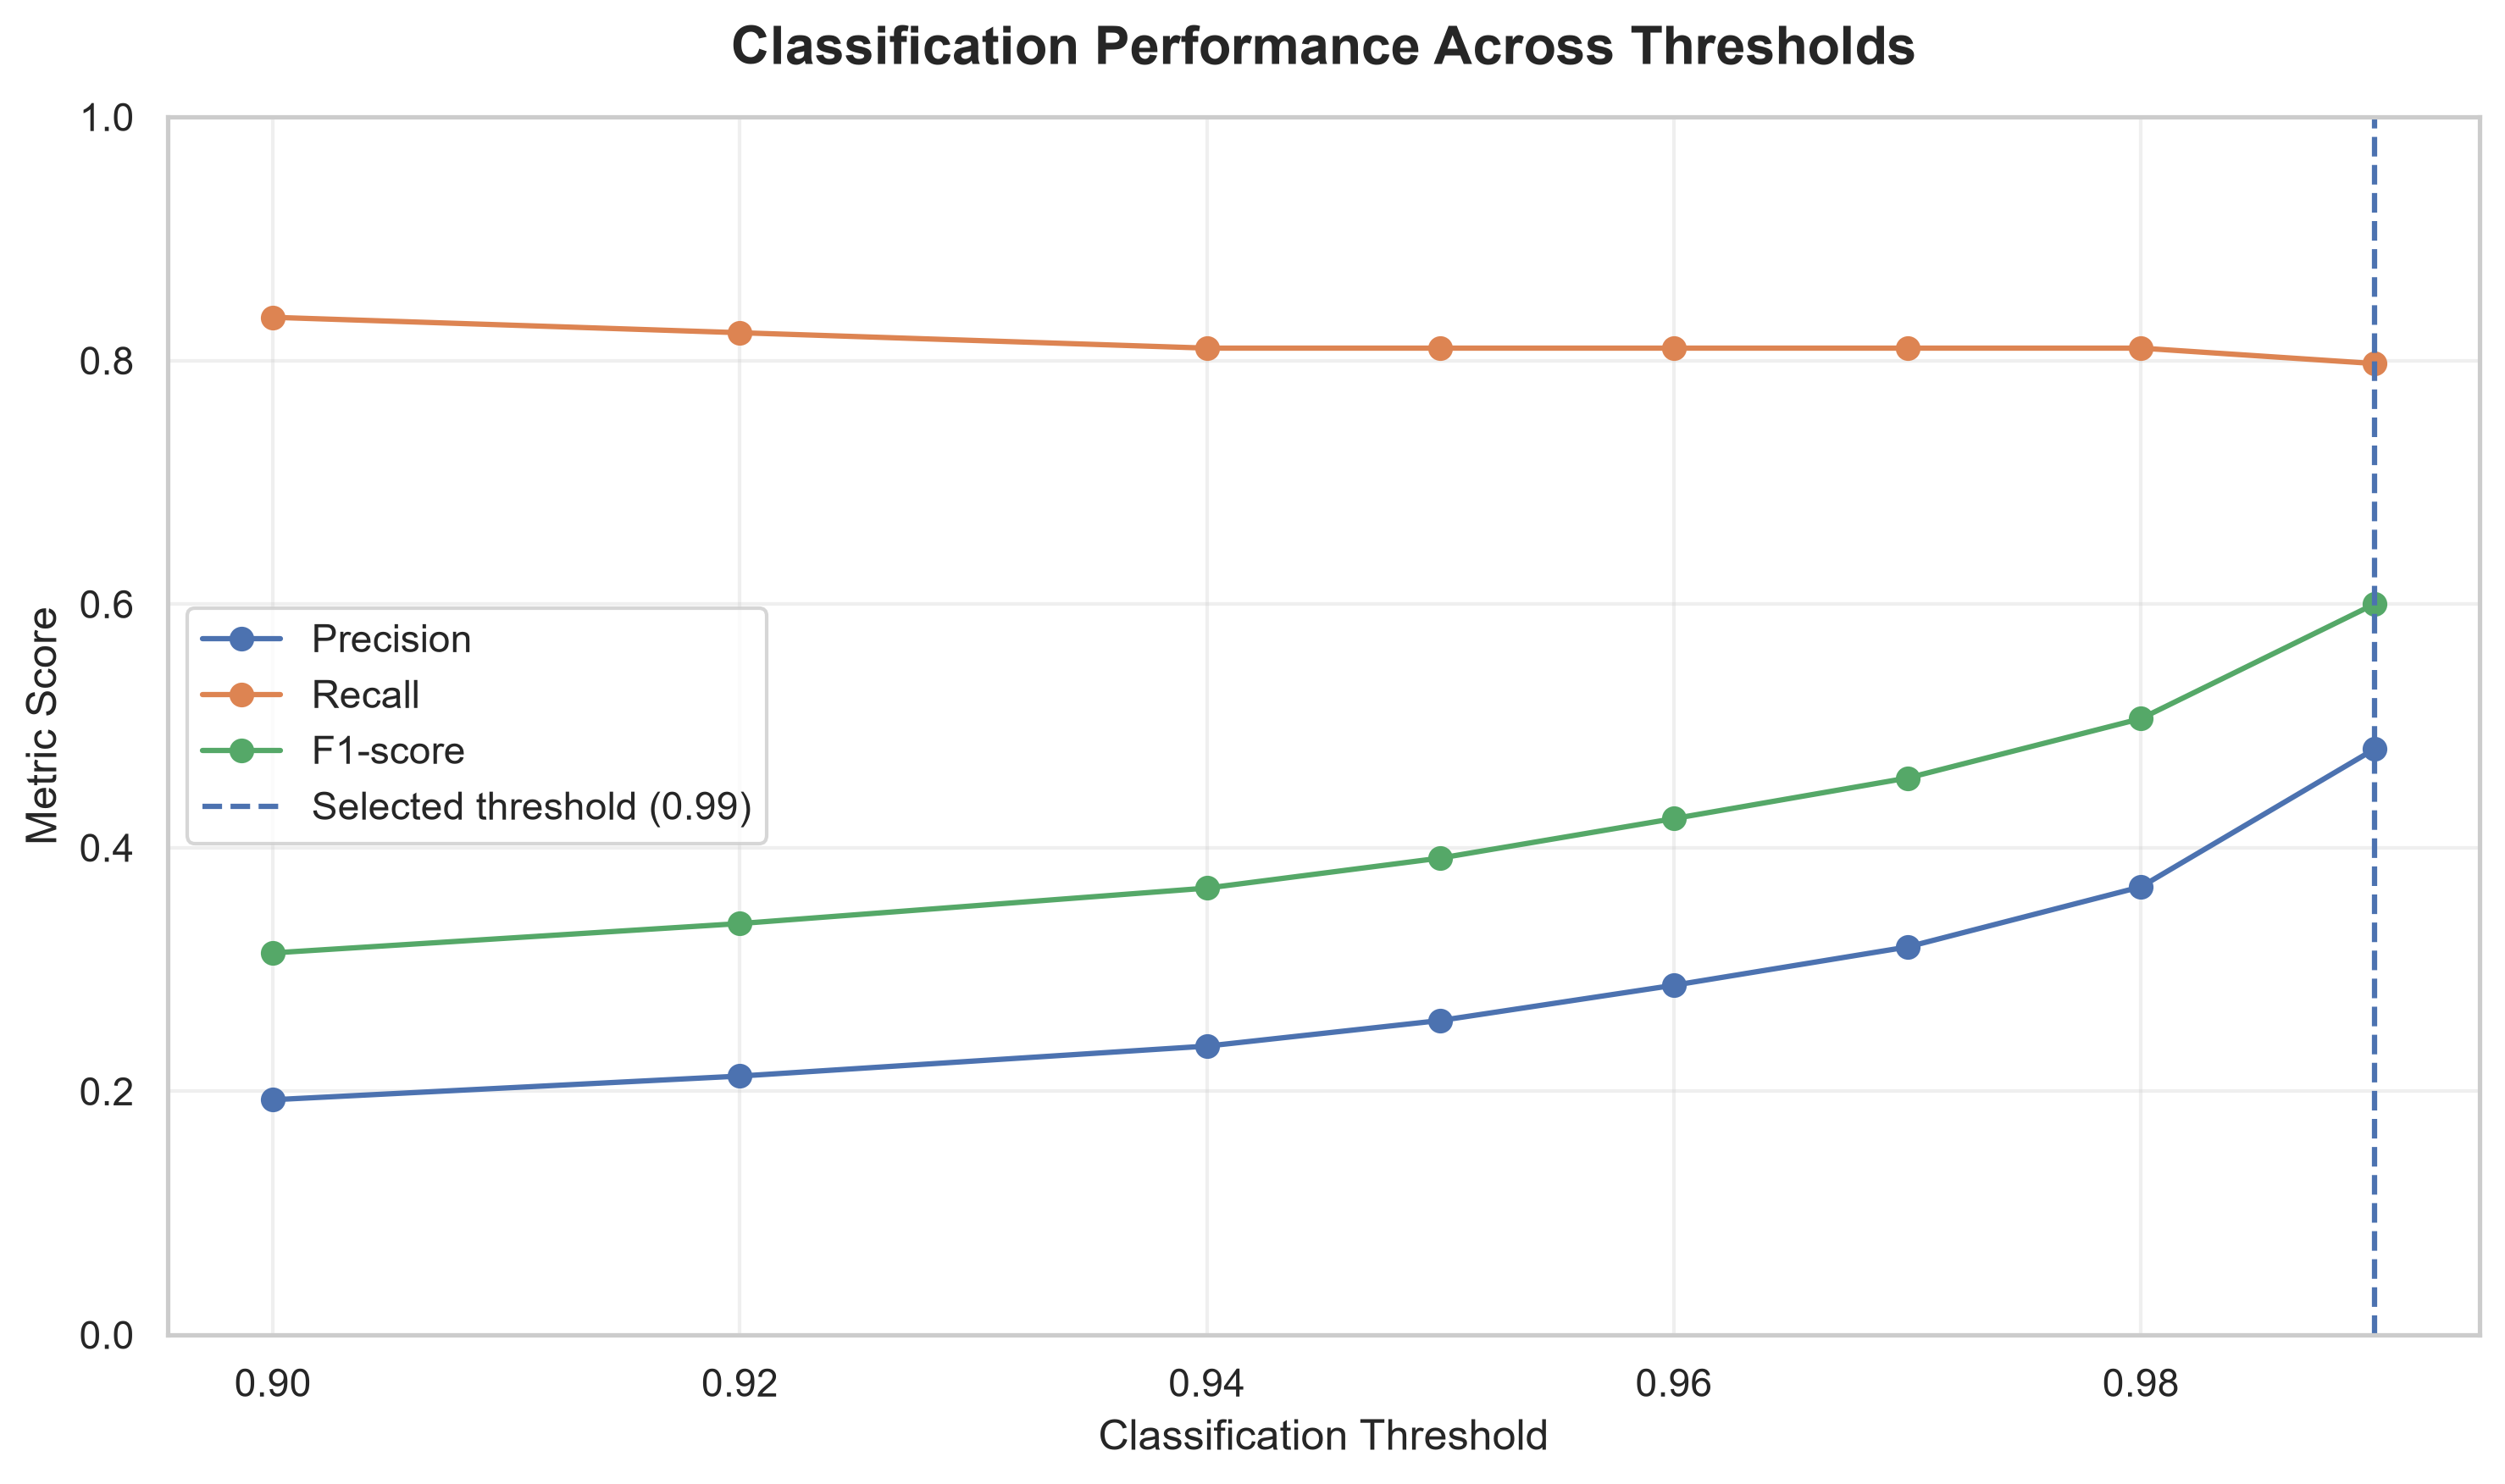 Classification Performance Across Thresholds
1.0
0.8
0.6
0.4
0.2
0.0
Metric Score
Precision
Recall
F1-score
Selected threshold (0.99)
0.90 0.92 0.94 0.96 0.98
Classification Threshold